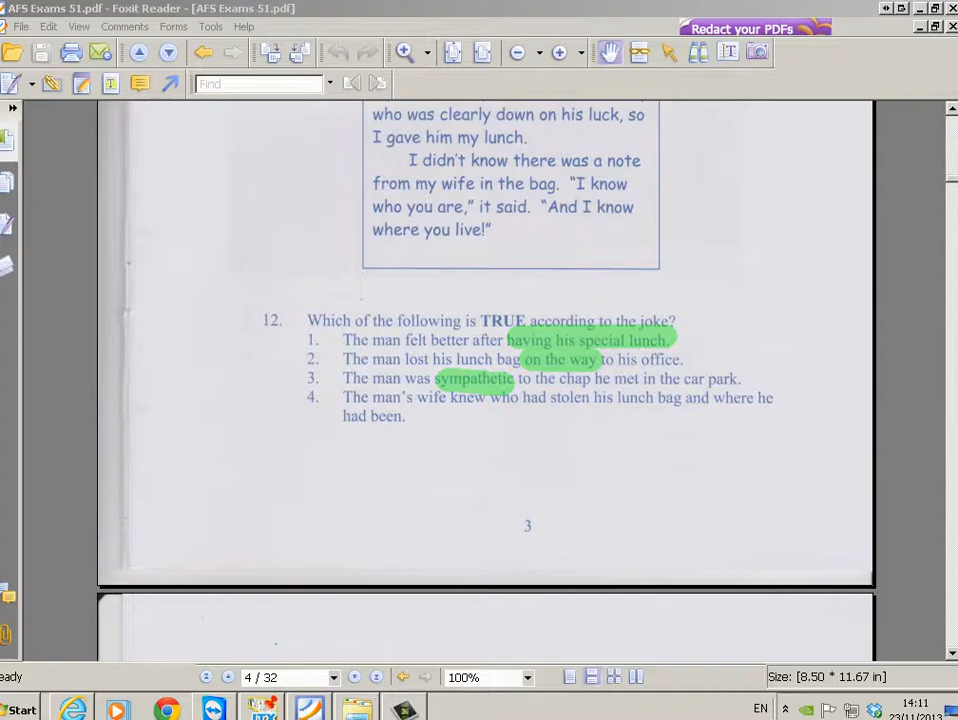 AFS Exams 51.pdf - Foxit Reader - [AFS Exams 51.pdf]
File Edit View Comments Forms Tools Help
Redact your PDFs
Find
who was clearly down on his luck, so
I gave him my lunch.
I didn't know there was a note
from my wife in the bag. "I know
who you are," it said. "And I know
where you live!"
12. Which of the following is TRUE according to the joke?
1. The man felt better after having his special lunch.
2. The man lost his lunch bag on the way to his office.
3. The man was sympathetic to the chap he met in the car park.
4. The man's wife knew who had stolen his lunch bag and where he
had been.
3
eady 4 / 32 100% Size: [8.50 * 11.67 in]
Start EN 14:11
23/11/2013